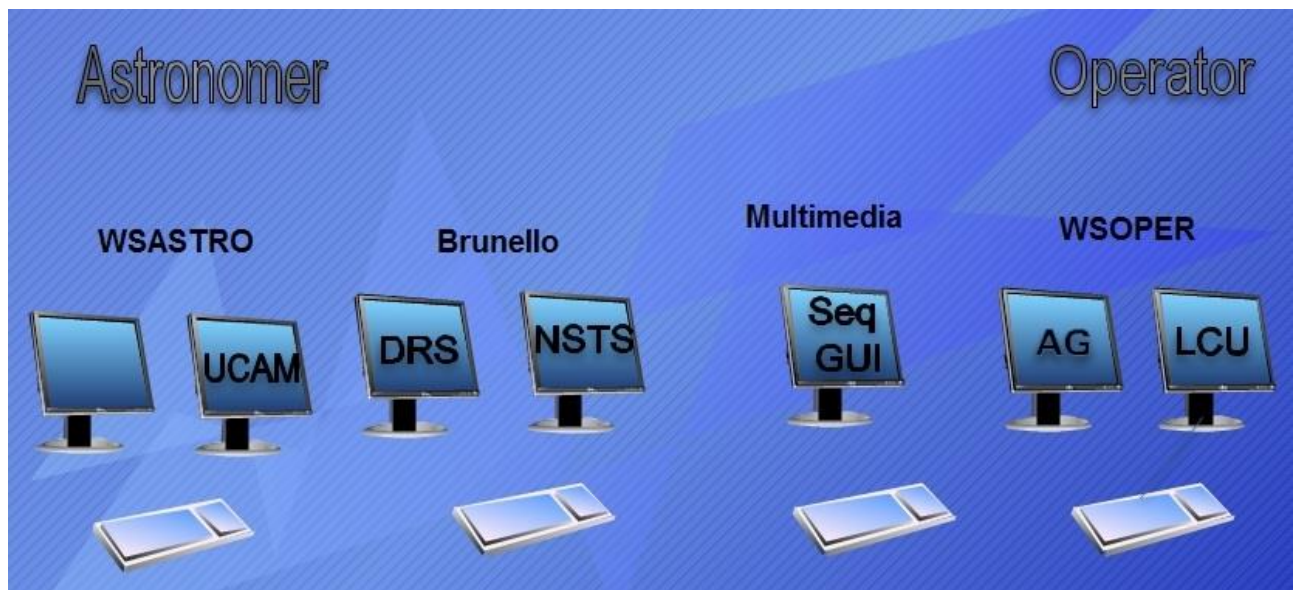 Astronomer
Operator
WSASTRO
Brunello
Multimedia
WSOPER
UCAM
DRS
NSTS
Seq
GUI
AG
LCU